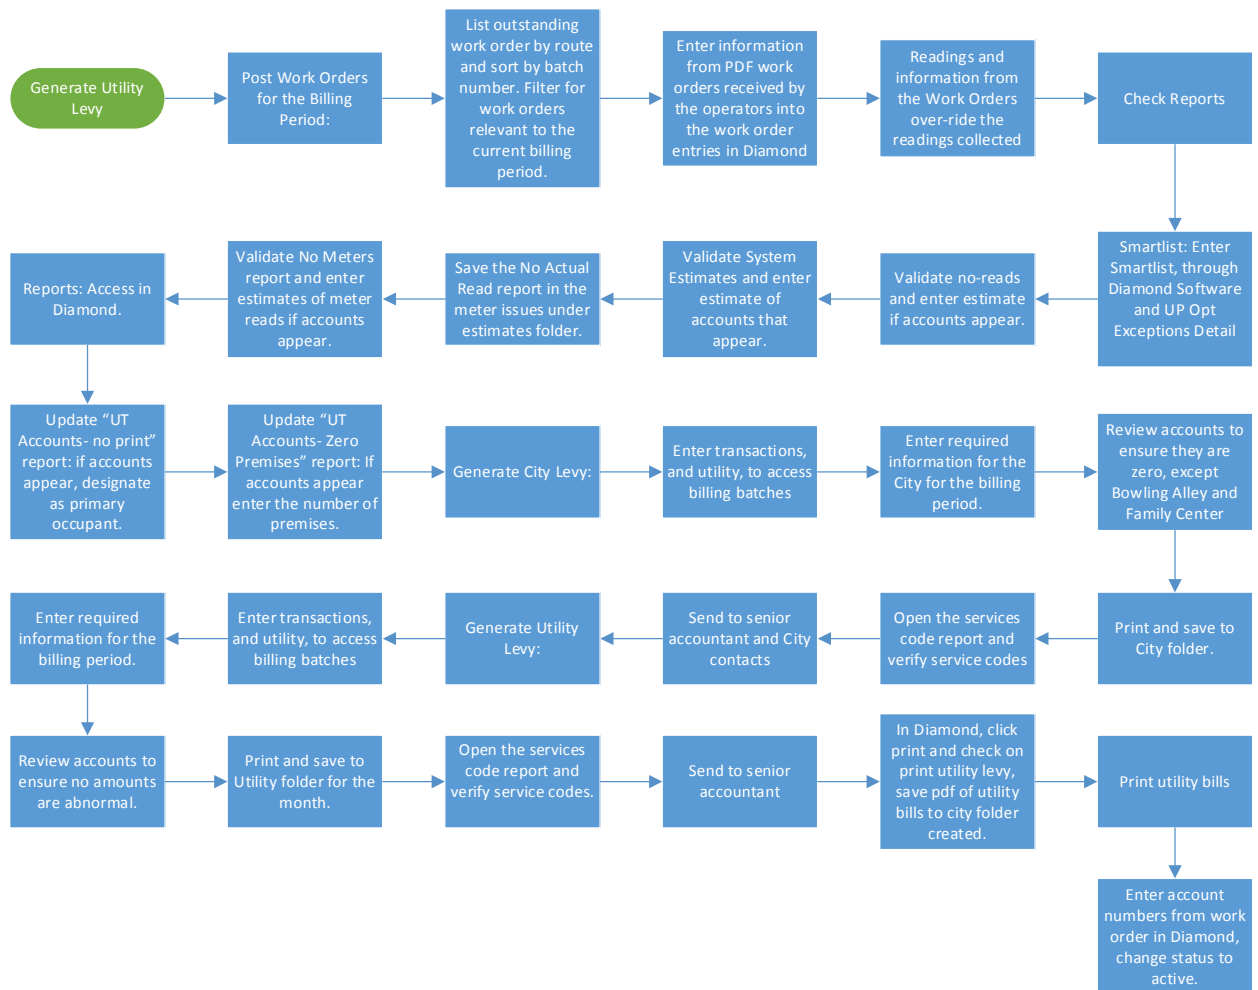 Generate Utility
Levy
Post Work Orders
for the Billing
Period:
List outstanding
work order by route
and sort by batch
number. Filter for
work orders
relevant to the
current billing
period.
Enter information
from PDF work
orders received by
the operators into
the work order
entries in Diamond
Readings and
information from
the Work Orders
over-ride the
readings collected
Check Reports
Smartlist: Enter
Smartlist, through
Diamond Software
and UP Opt
Exceptions Detail
Validate no-reads
and enter estimate
if accounts appear.
Validate System
Estimates and enter
estimate of
accounts that
appear.
Save the No Actual
Read report in the
meter issues under
estimates folder.
Validate No Meters
report and enter
estimates of meter
reads if accounts
appear.
Reports: Access in
Diamond.
Update “UT
Accounts- no print”
report: if accounts
appear, designate
as primary
occupant.
Update “UT
Accounts- Zero
Premises” report: If
accounts appear
enter the number of
premises.
Generate City Levy:
Enter transactions,
and utility, to access
billing batches
Enter required
information for the
City for the billing
period.
Review accounts to
ensure they are
zero, except
Bowling Alley and
Family Center
Print and save to
City folder.
Open the services
code report and
verify service codes
Send to senior
accountant and City
contacts
Generate Utility
Levy:
Enter transactions,
and utility, to access
billing batches
Enter required
information for the
billing period.
Review accounts to
ensure no amounts
are abnormal.
Print and save to
Utility folder for the
month.
Open the services
code report and
verify service codes.
Send to senior
accountant
In Diamond, click
print and check on
print utility levy,
save pdf of utility
bills to city folder
created.
Print utility bills
Enter account
numbers from work
order in Diamond,
change status to
active.